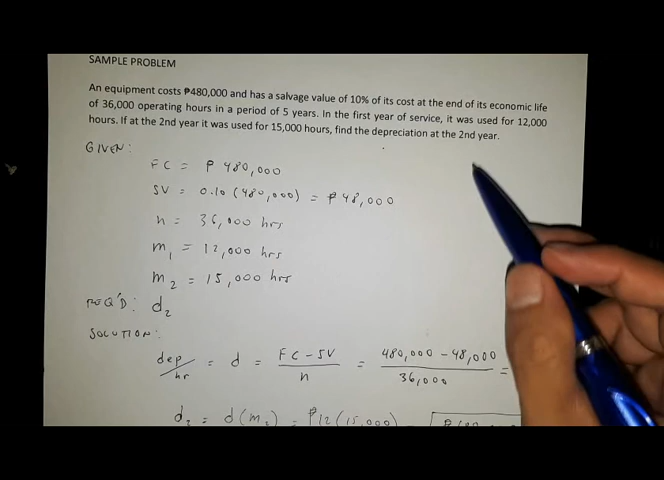 SAMPLE PROBLEM
An equipment costs ₱480,000 and has a salvage value of 10% of its cost at the end of its economic life
of 36,000 operating hours in a period of 5 years. In the first year of service, it was used for 12,000
hours. If at the 2nd year it was used for 15,000 hours, find the depreciation at the 2nd year.
GIVEN:
FC = ₱ 480,000
SV = 0.10 (480,000) = ₱48,000
n = 36,000 hrs
m₁ = 12,000 hrs
m₂ = 15,000 hrs
REQ'D: d₂
SOLUTION:
dep/hr = d = FC - SV / n = 480,000 - 48,000 / 36,000 =
d₂ = d(m₂) = ₱12(15,000)